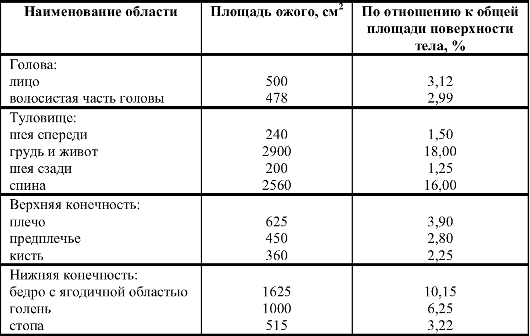 Наименование области Площадь ожого, см² По отношению к общей площади поверхности тела, %
Голова:
лицо 500 3,12
волосистая часть головы 478 2,99
Туловище:
шея спереди 240 1,50
грудь и живот 2900 18,00
шея сзади 200 1,25
спина 2560 16,00
Верхняя конечность:
плечо 625 3,90
предплечье 450 2,80
кисть 360 2,25
Нижняя конечность:
бедро с ягодичной областью 1625 10,15
голень 1000 6,25
стопа 515 3,22